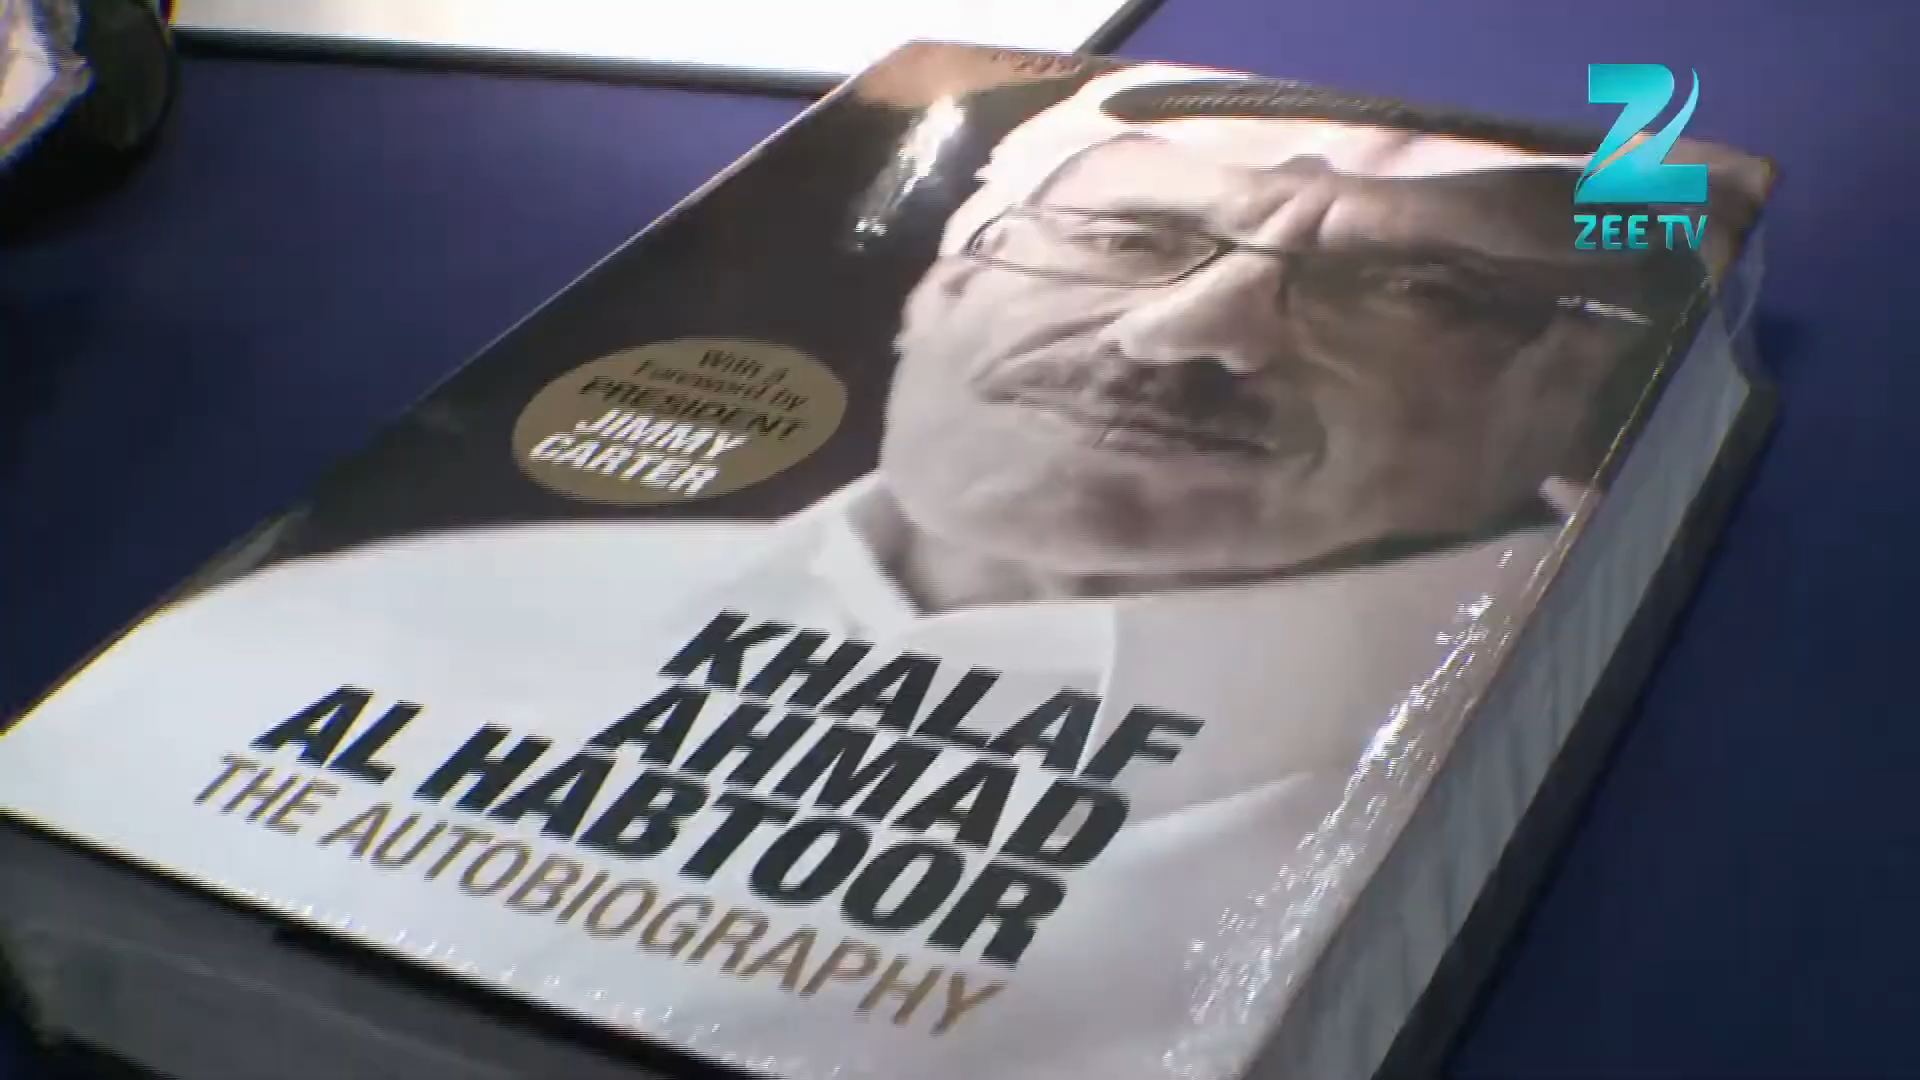 With a
Foreword by
PRESIDENT
JIMMY
CARTER
KHALAF
AHMAD
AL HABTOOR
THE AUTOBIOGRAPHY
ZEE TV